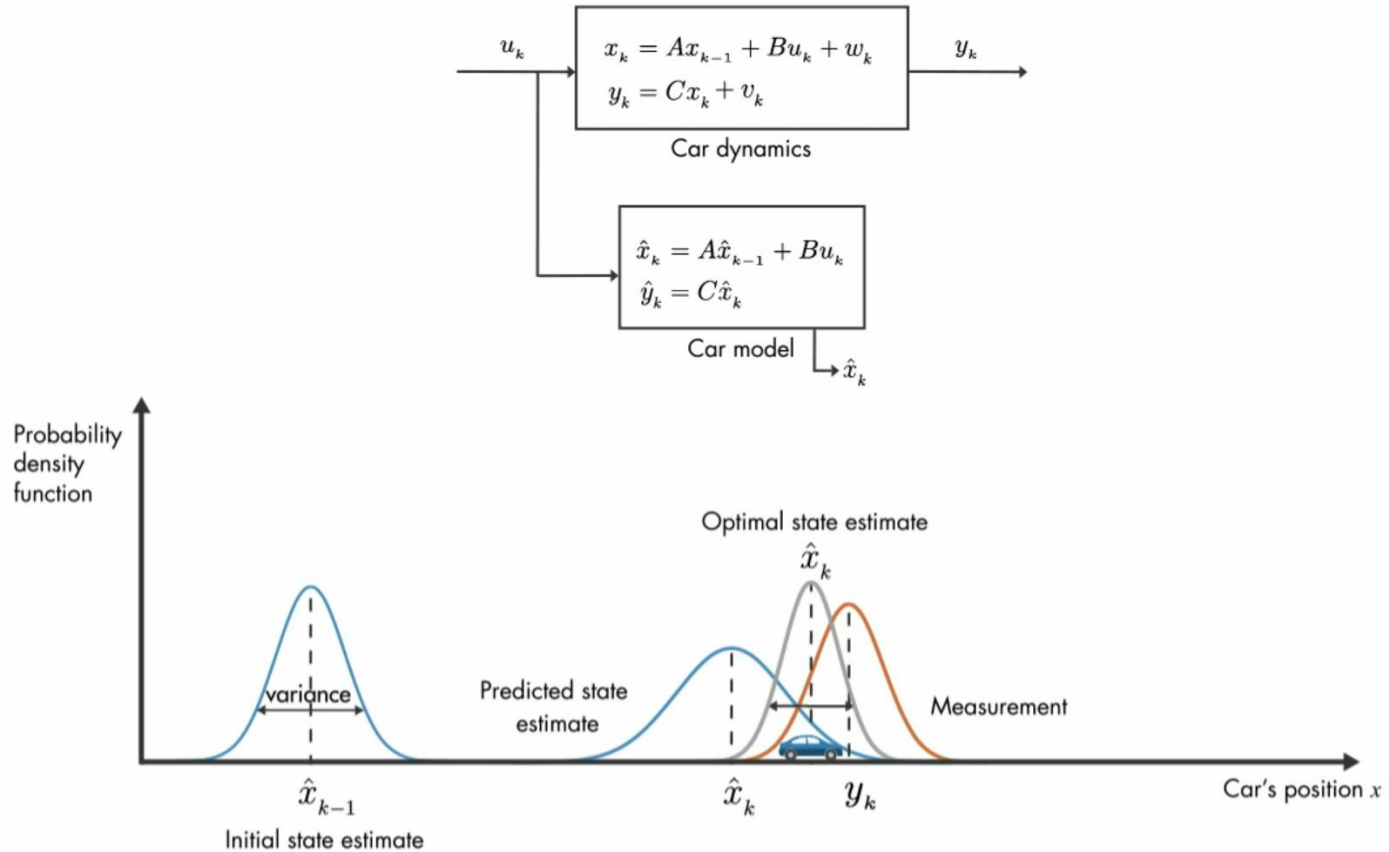 u_k
x_k = Ax_{k-1} + Bu_k + w_k
y_k = Cx_k + v_k
y_k
Car dynamics
x̂_k = Ax̂_{k-1} + Bu_k
ŷ_k = Cx̂_k
Car model
x̂_k
Probability
density
function
Optimal state estimate
x̂_k
variance
Predicted state
estimate
Measurement
x̂_{k-1}
x̂_k
y_k
Car's position x
Initial state estimate